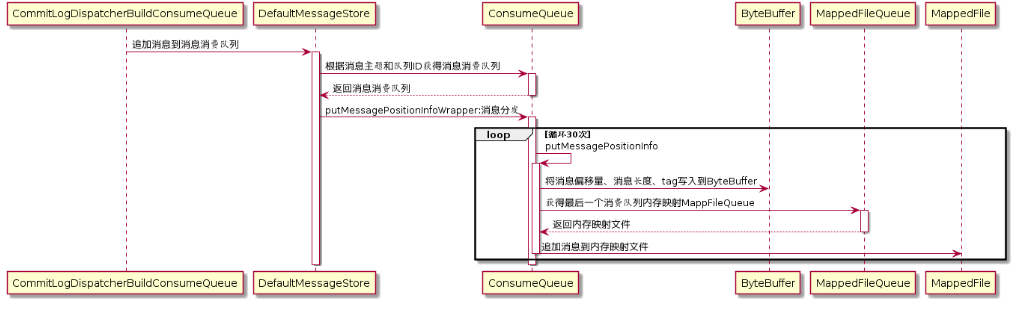 CommitLogDispatcherBuildConsumeQueue DefaultMessageStore ConsumeQueue ByteBuffer MappedFileQueue MappedFile
追加消息到消息消费队列
根据消息主题和队列ID获得消息消费队列
返回消息消费队列
putMessagePositionInfoWrapper:消息分发
loop [循环30次]
putMessagePositionInfo
将消息偏移量、消息长度、tag写入到ByteBuffer
获得最后一个消费队列内存映射MappFileQueue
返回内存映射文件
追加消息到内存映射文件
CommitLogDispatcherBuildConsumeQueue DefaultMessageStore ConsumeQueue ByteBuffer MappedFileQueue MappedFile